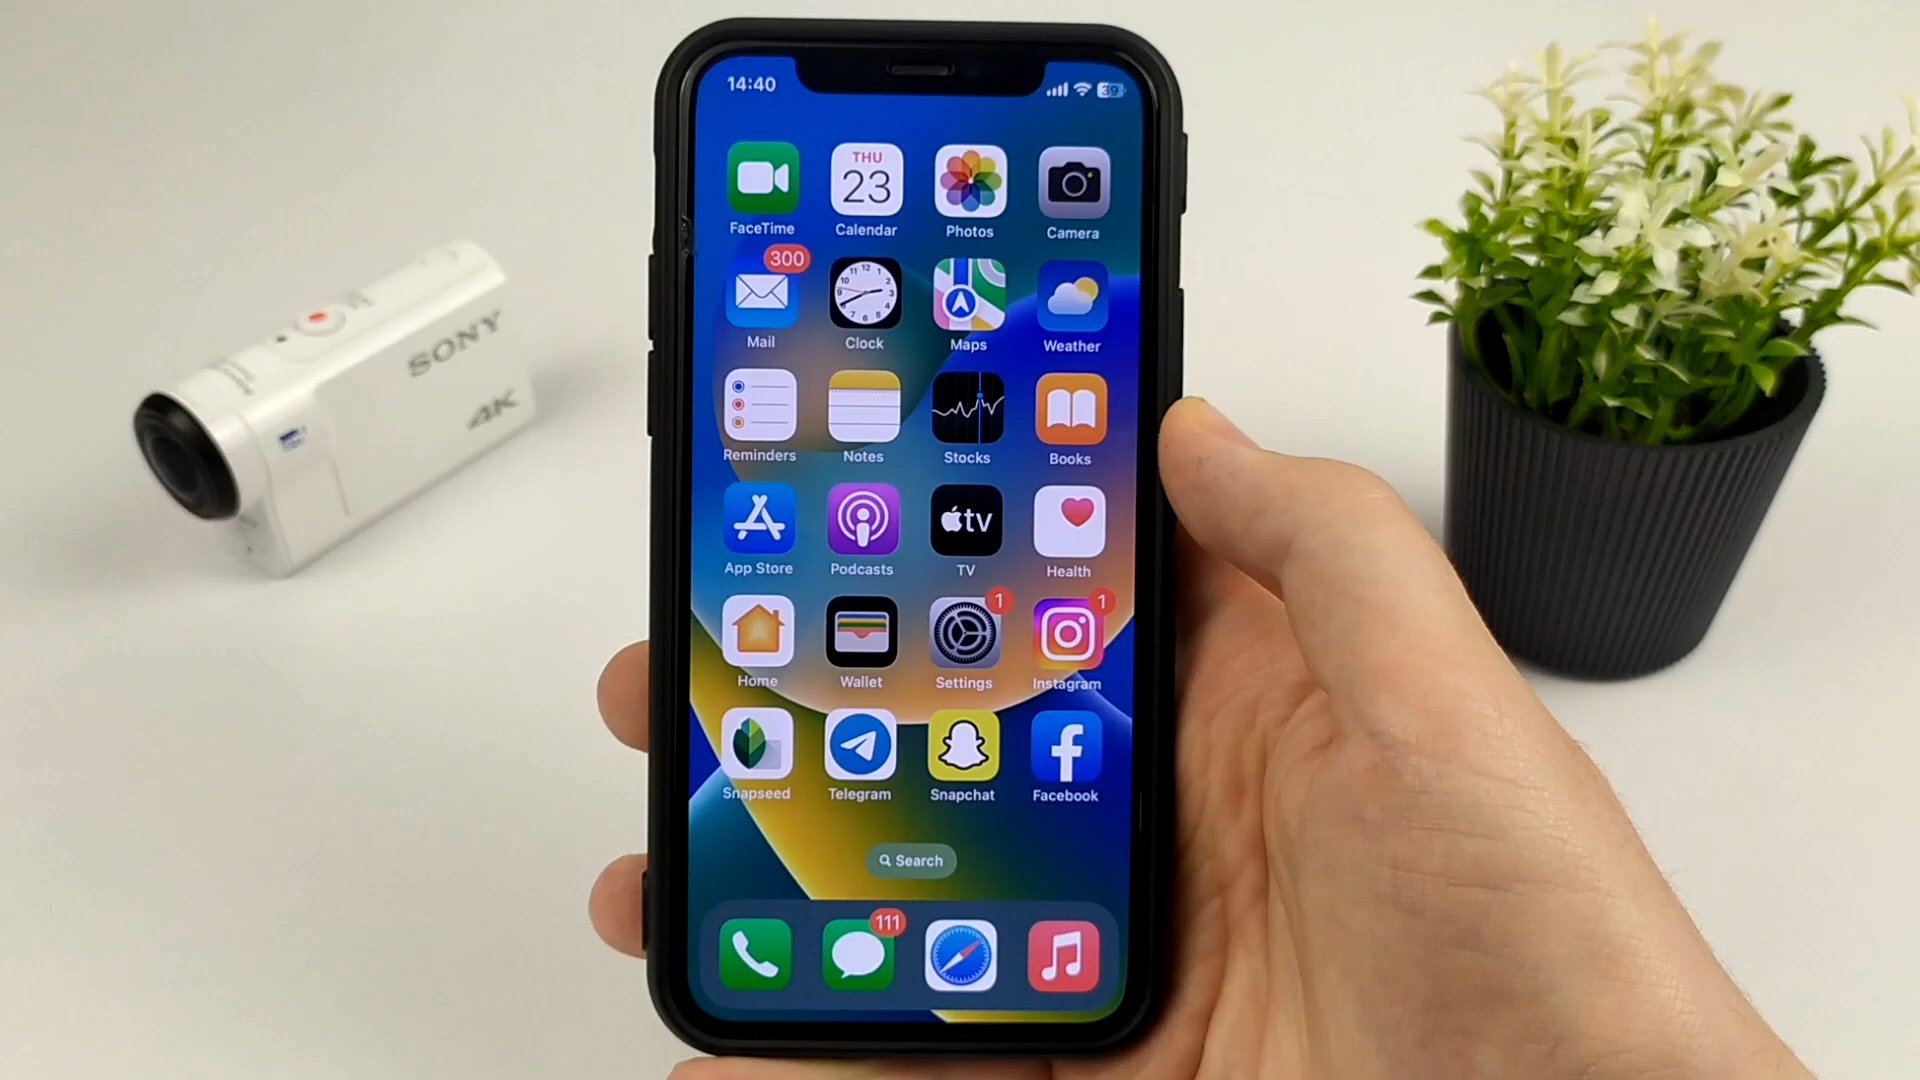 14:40
39
THU
23
FaceTime
Calendar
Photos
Camera
300
Mail
Clock
Maps
Weather
Reminders
Notes
Stocks
Books
tv
App Store
Podcasts
TV
Health
1
1
Home
Wallet
Settings
Instagram
Snapseed
Telegram
Snapchat
Facebook
Search
111
SONY
4K